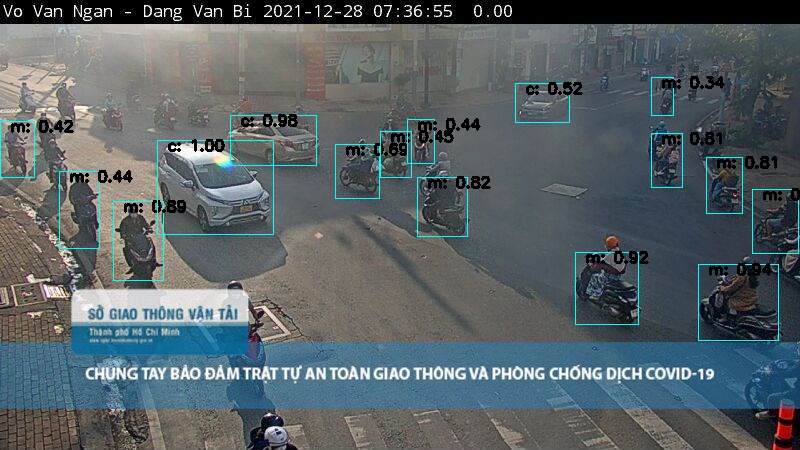 Vo Van Ngan - Dang Van Bi 2021-12-28 07:36:55 0.00
c: 0.52
m: 0.34
m: 0.42
c: 0.98
m: 0.44
m: 0.45
c: 1.00
m: 0.69
m: 0.81
m: 0.81
m: 0.44
m: 0.82
m: 0.89
m: 0
m: 0.92
m: 0.94
SỞ GIAO THÔNG VẬN TẢI
Thành phố Hồ Chí Minh
CHUNG TAY BẢO ĐẢM TRẬT TỰ AN TOÀN GIAO THÔNG VÀ PHÒNG CHỐNG DỊCH COVID-19